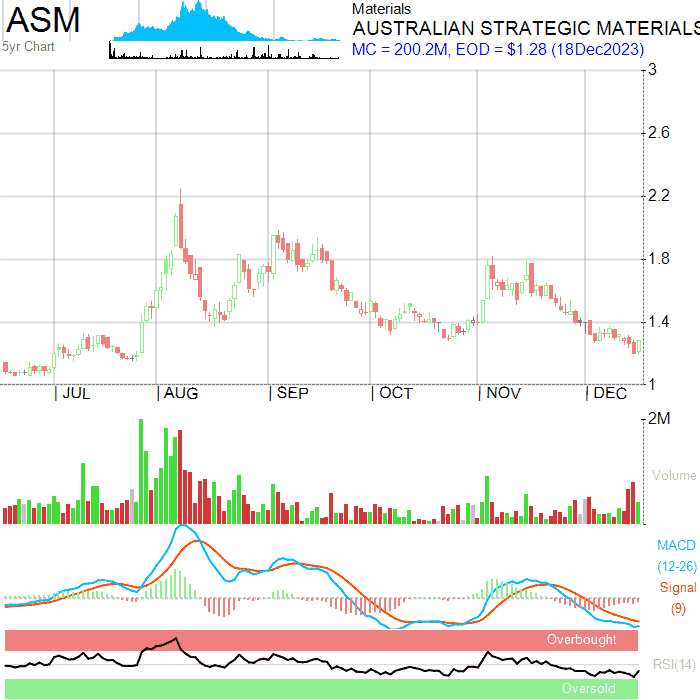 ASM
5yr Chart
Materials
AUSTRALIAN STRATEGIC MATERIALS
MC = 200.2M, EOD = $1.28 (18Dec2023)
3
2.6
2.2
1.8
1.4
1
JUL
AUG
SEP
OCT
NOV
DEC
2M
Volume
MACD
(12-26)
Signal
(9)
Overbought
RSI(14)
Oversold